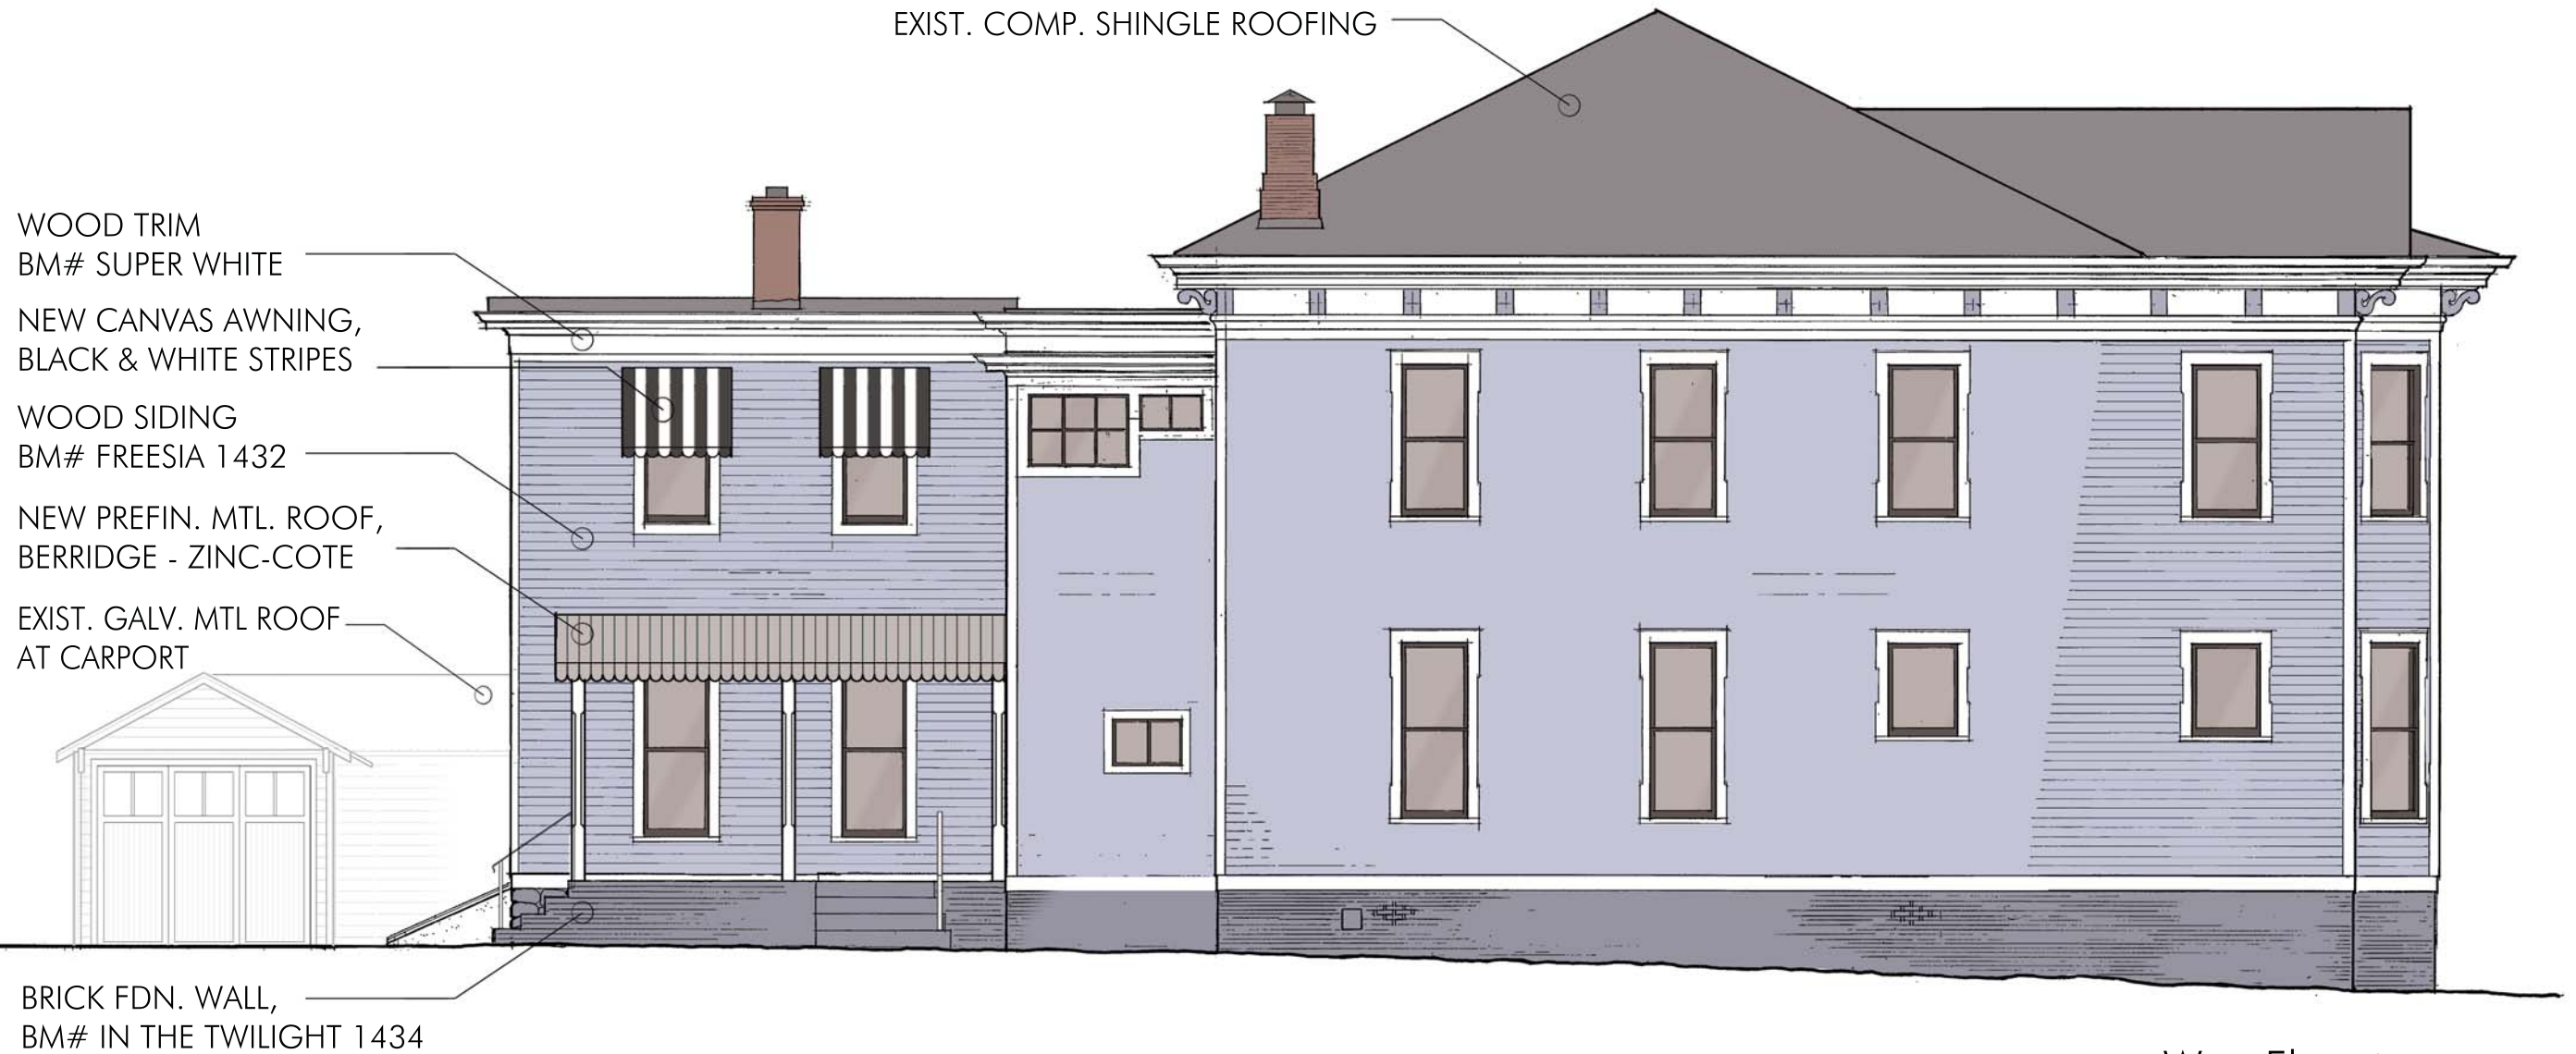 EXIST. COMP. SHINGLE ROOFING
WOOD TRIM
BM# SUPER WHITE
NEW CANVAS AWNING,
BLACK & WHITE STRIPES
WOOD SIDING
BM# FREESIA 1432
NEW PREFIN. MTL. ROOF,
BERRIDGE - ZINC-COTE
EXIST. GALV. MTL ROOF
AT CARPORT
BRICK FDN. WALL,
BM# IN THE TWILIGHT 1434